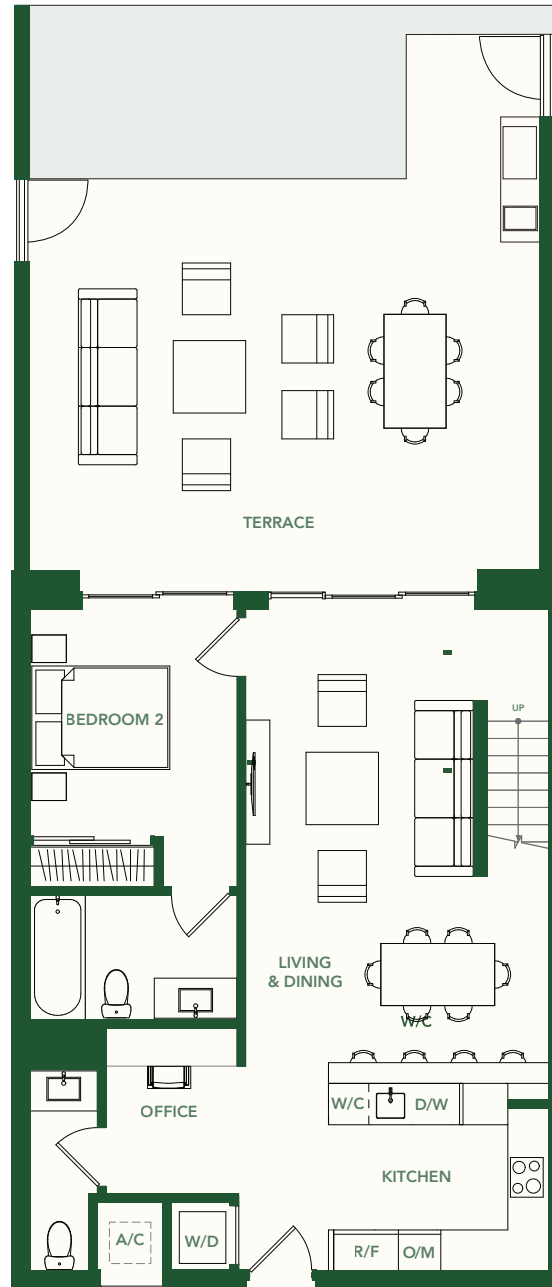 TERRACE
UP
BEDROOM 2
LIVING
& DINING
W/C
W/C
D/W
OFFICE
KITCHEN
A/C
W/D
R/F
O/M